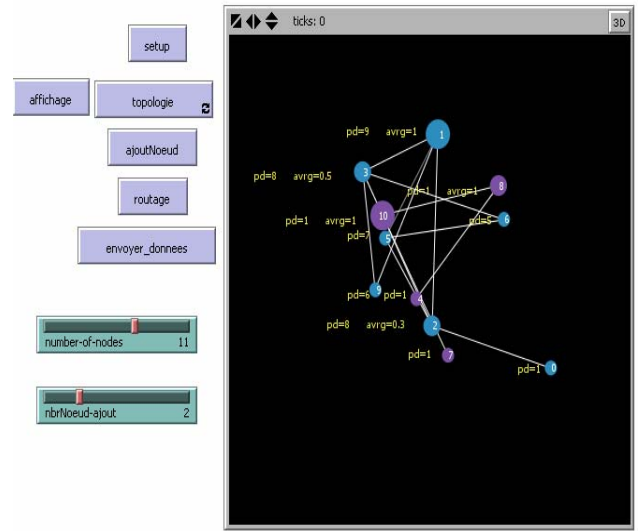 ticks: 0
3D
setup
affichage
topologie
ajoutNoeud
routage
envoyer_donnees
number-of-nodes 11
nbrNoeud-ajout 2
pd=9 avrg=1 1
pd=8 avrg=0.5 3
pd=1 avrg=1 8
pd=1 avrg=1 10
pd=5 6
pd=7 5
pd=6 9
pd=1 4
pd=8 avrg=0.3 2
pd=1 7
pd=1 0